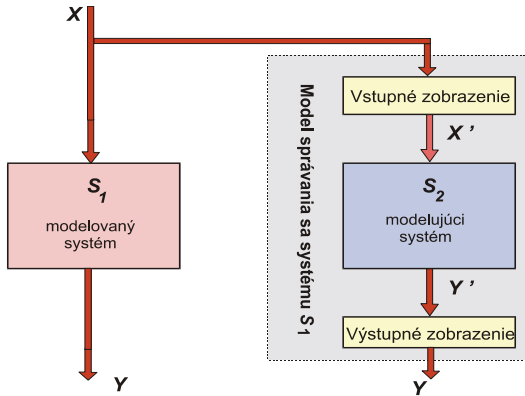 X
Vstupné zobrazenie
X '
S1
modelovaný
systém
S2
modelujúci
systém
Model správania sa systému S1
Y '
Výstupné zobrazenie
Y
Y